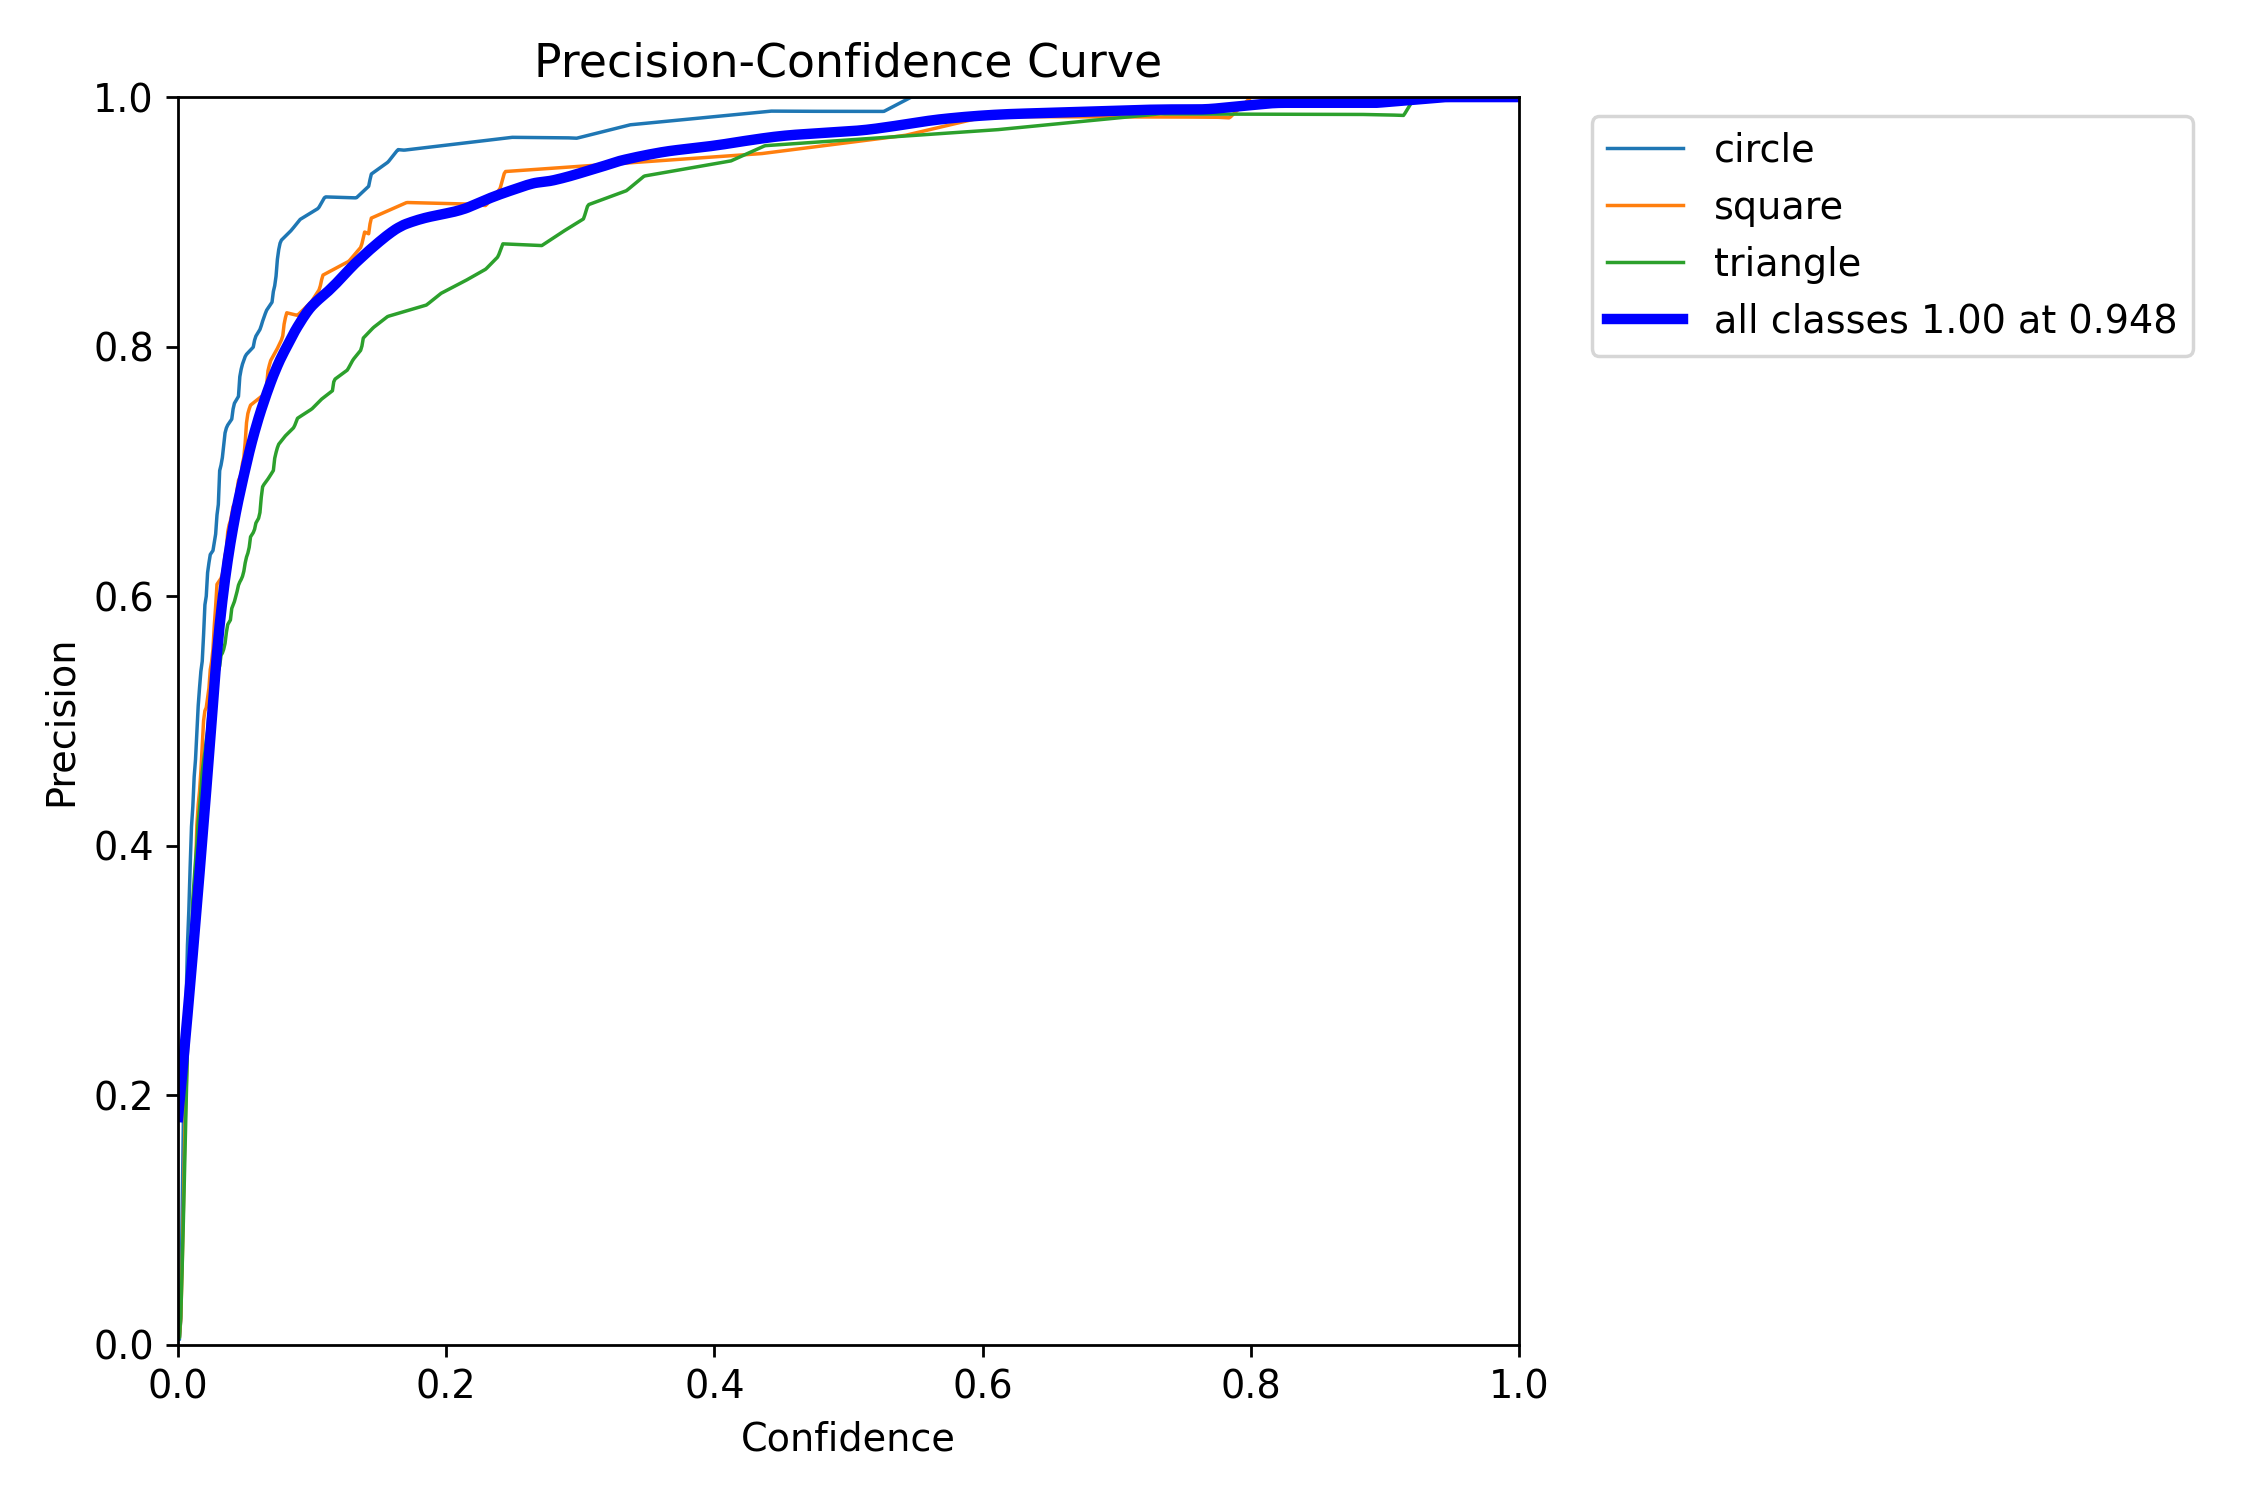 Precision-Confidence Curve
1.0
0.8
0.6
0.4
0.2
0.0
Precision
0.0 0.2 0.4 0.6 0.8 1.0
Confidence
circle
square
triangle
all classes 1.00 at 0.948